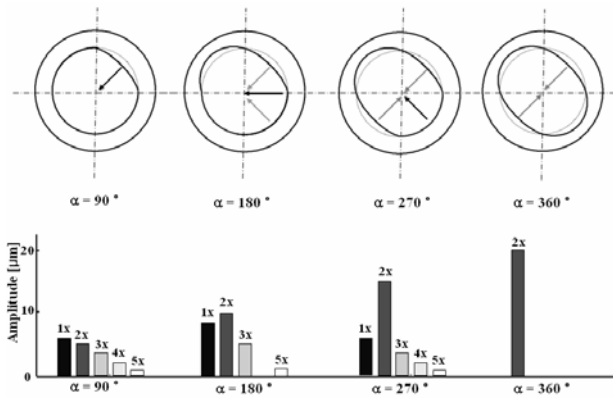 α = 90 ° α = 180 ° α = 270 ° α = 360 °
Amplitude [μm]
20
10
0
1x 2x 3x 4x 5x
1x 2x 3x 5x
1x 2x 3x 4x 5x
2x
α = 90 ° α = 180 ° α = 270 ° α = 360 °